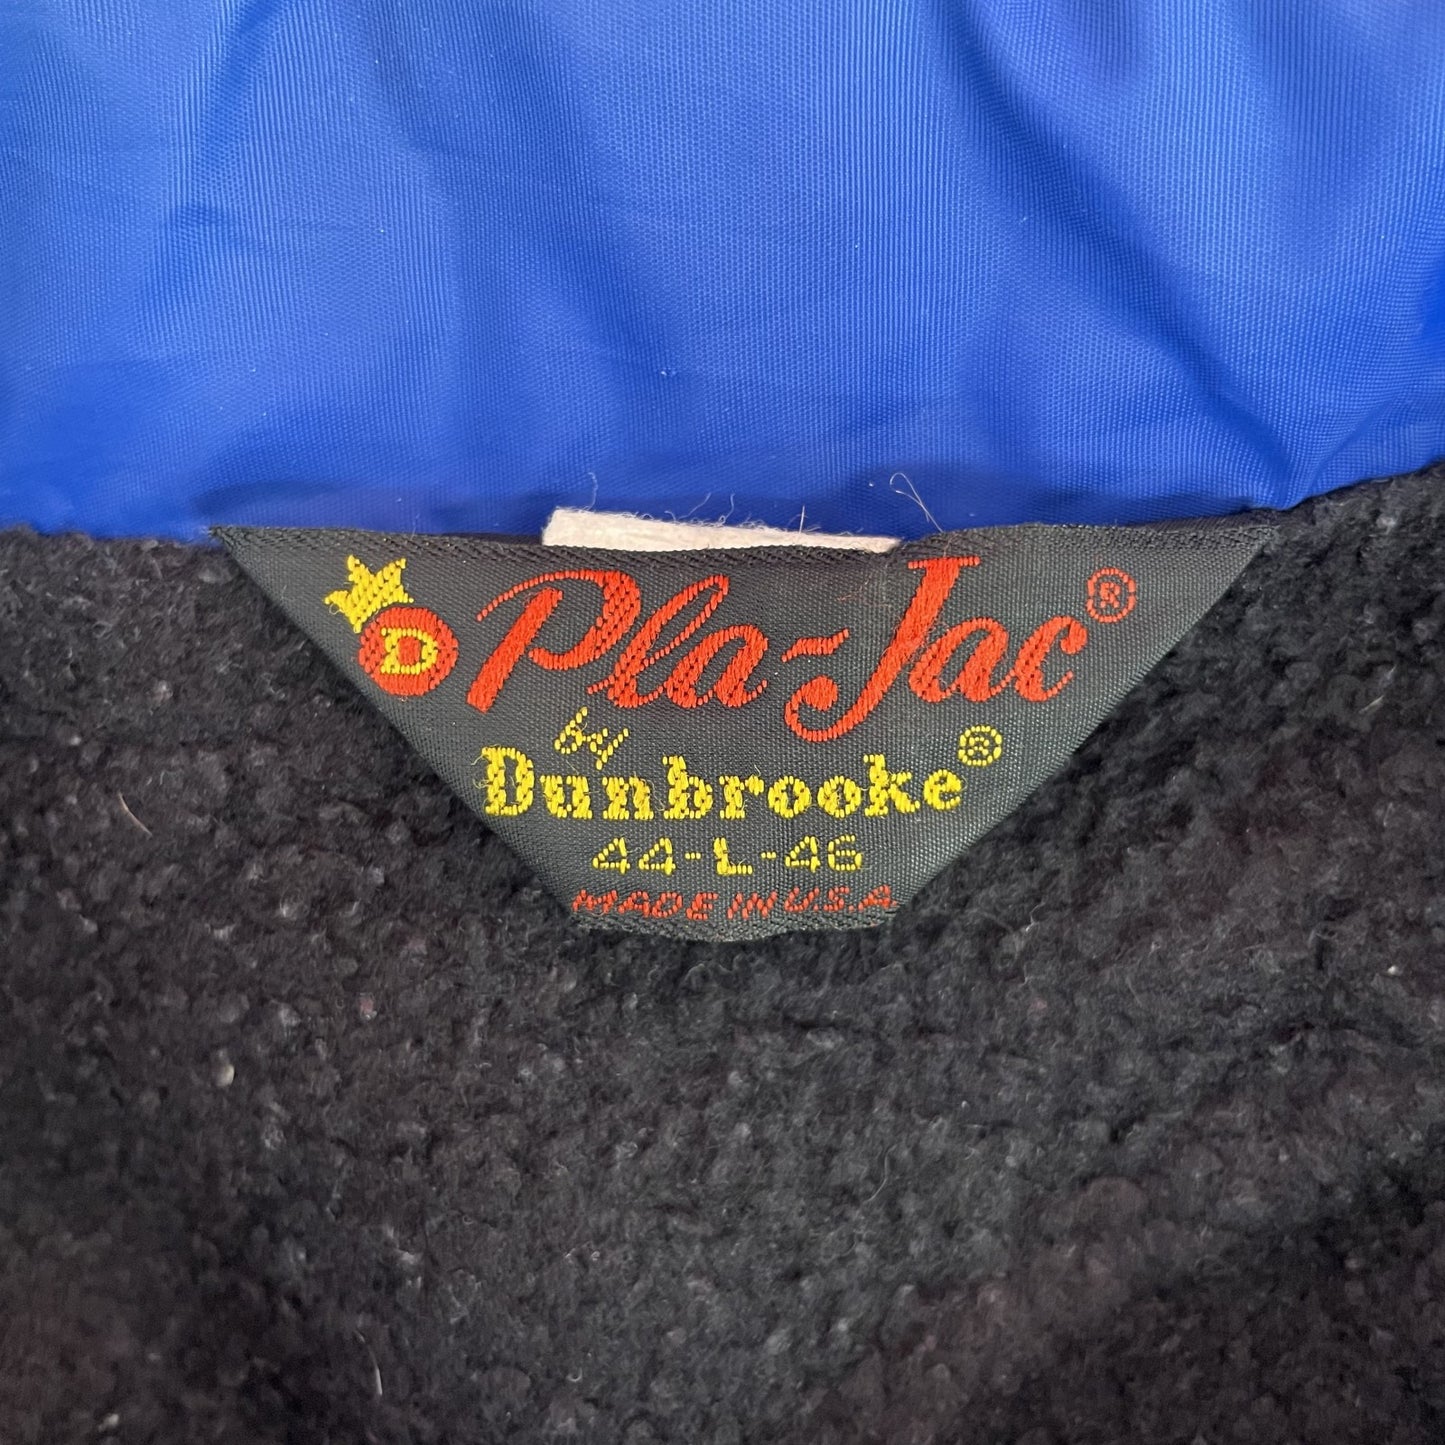 D Pla-Jac®
by
Dunbrooke®
44-L-46
MADE IN U.S.A